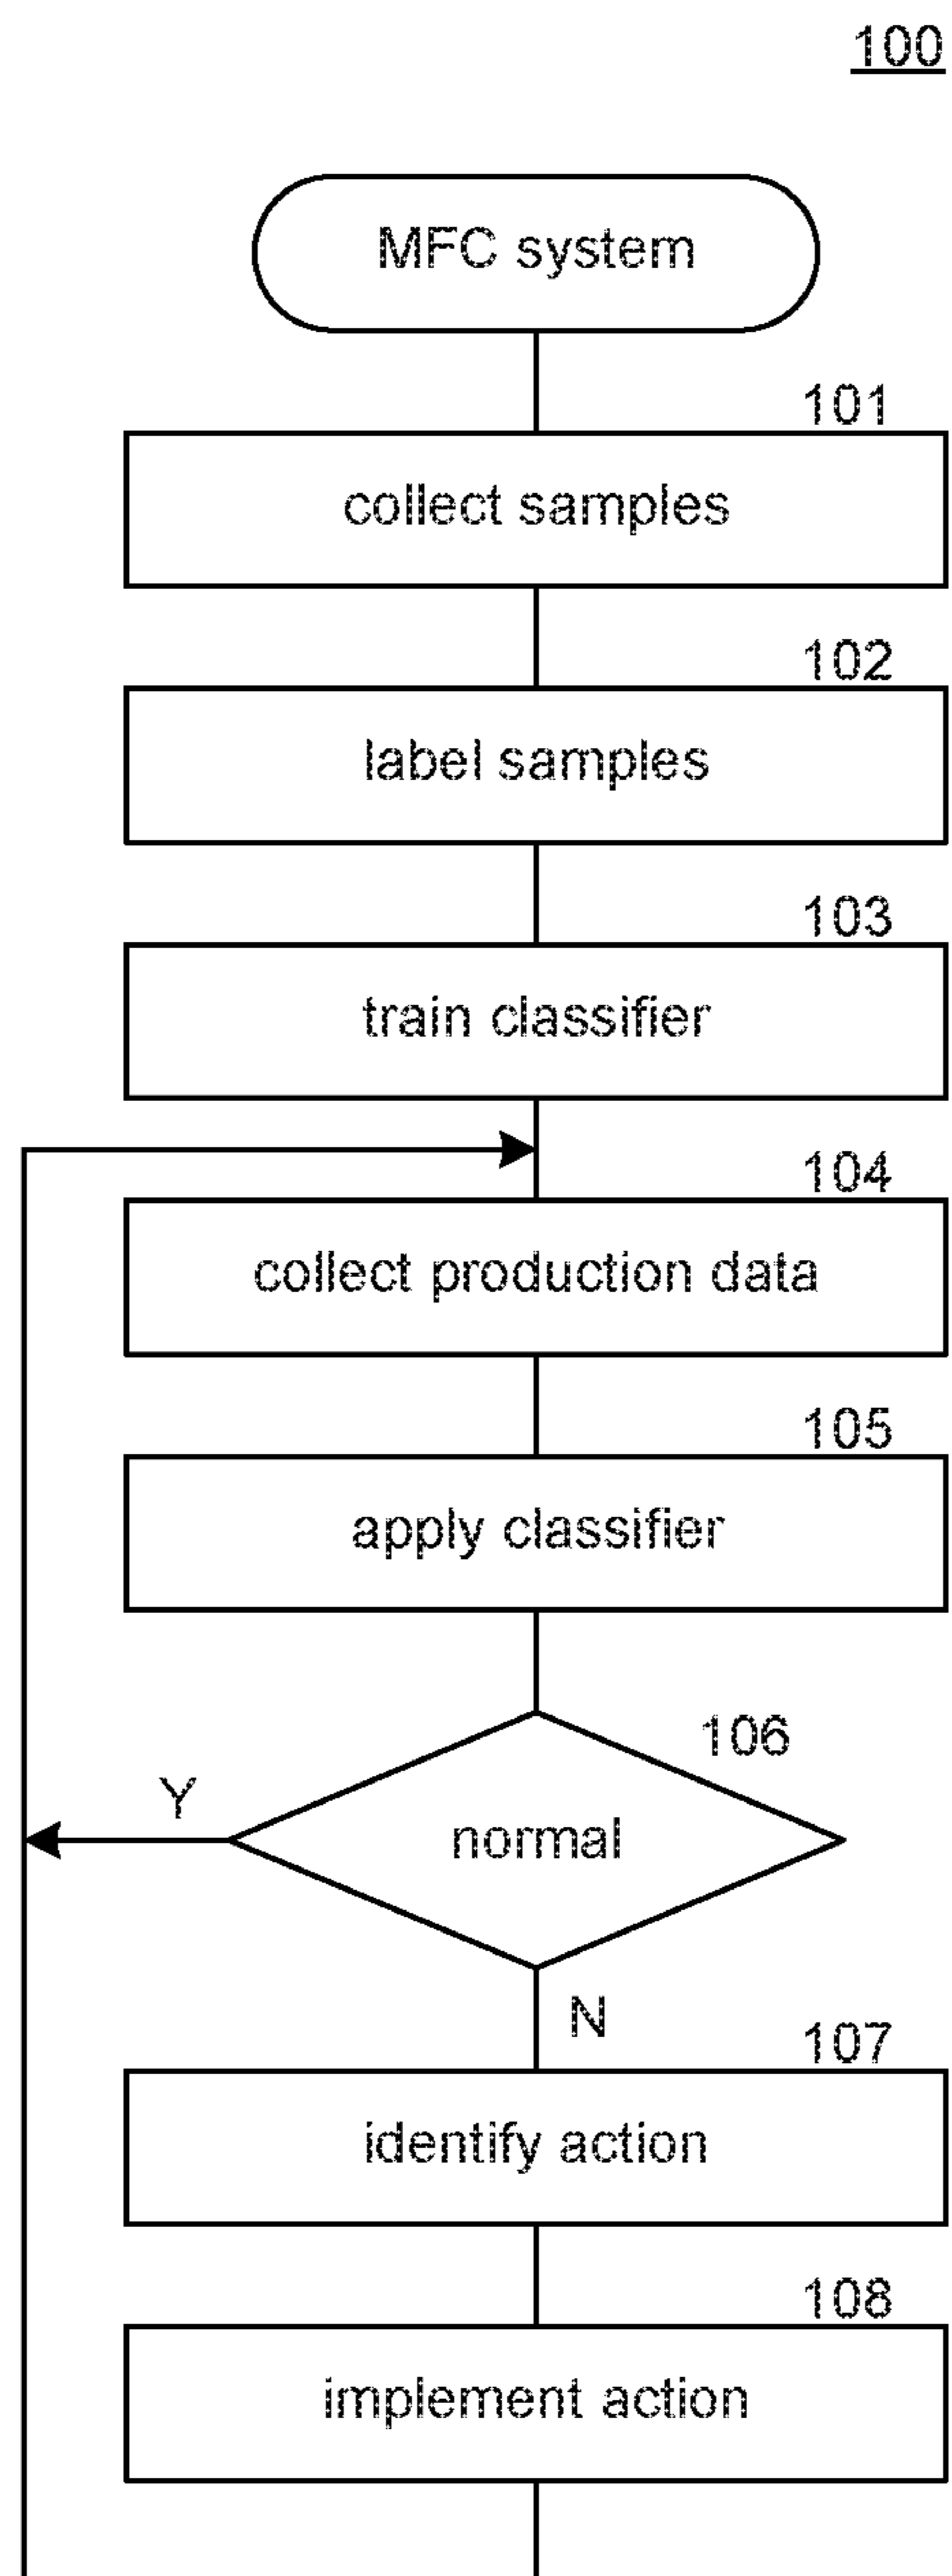 100
MFC system
101
collect samples
102
label samples
103
train classifier
104
collect production data
105
apply classifier
106
Y
normal
N
107
identify action
108
implement action